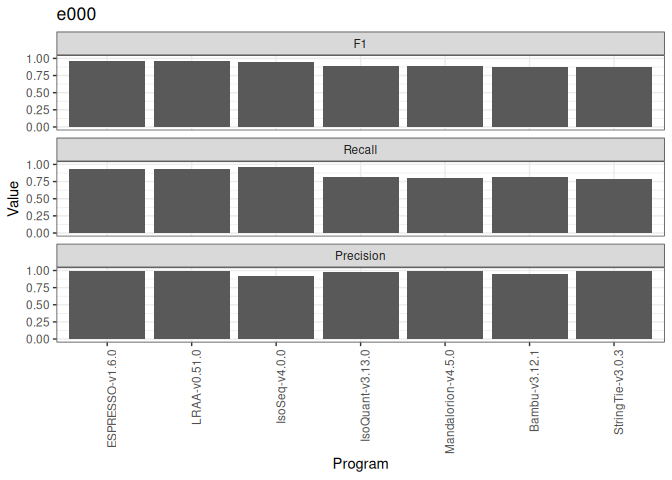 e000
F1
1.00
0.75
0.50
0.25
0.00
Recall
1.00
0.75
0.50
0.25
0.00
Value
Precision
1.00
0.75
0.50
0.25
0.00
ESPRESSO-v1.6.0
LRAA-v0.51.0
IsoSeq-v4.0.0
IsoQuant-v3.13.0
Mandalorion-v4.5.0
Bambu-v3.12.1
StringTie-v3.0.3
Program